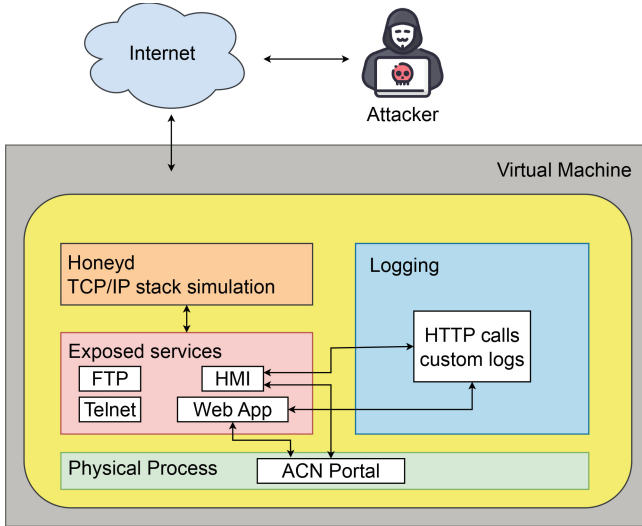 Internet
Attacker
Virtual Machine
Honeyd
TCP/IP stack simulation
Logging
HTTP calls
custom logs
Exposed services
FTP
HMI
Telnet
Web App
Physical Process
ACN Portal